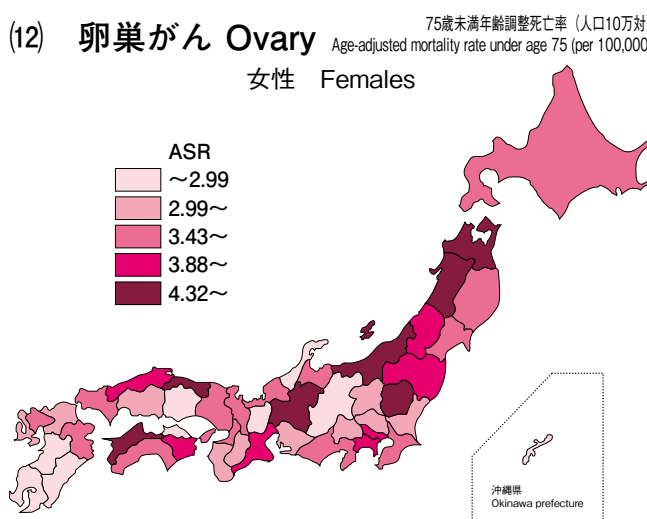 (12) 卵巣がん Ovary
75歳未満年齢調整死亡率（人口10万対）
Age-adjusted mortality rate under age 75 (per 100,000
女性 Females
ASR
～2.99
2.99～
3.43～
3.88～
4.32～
沖縄県
Okinawa prefecture